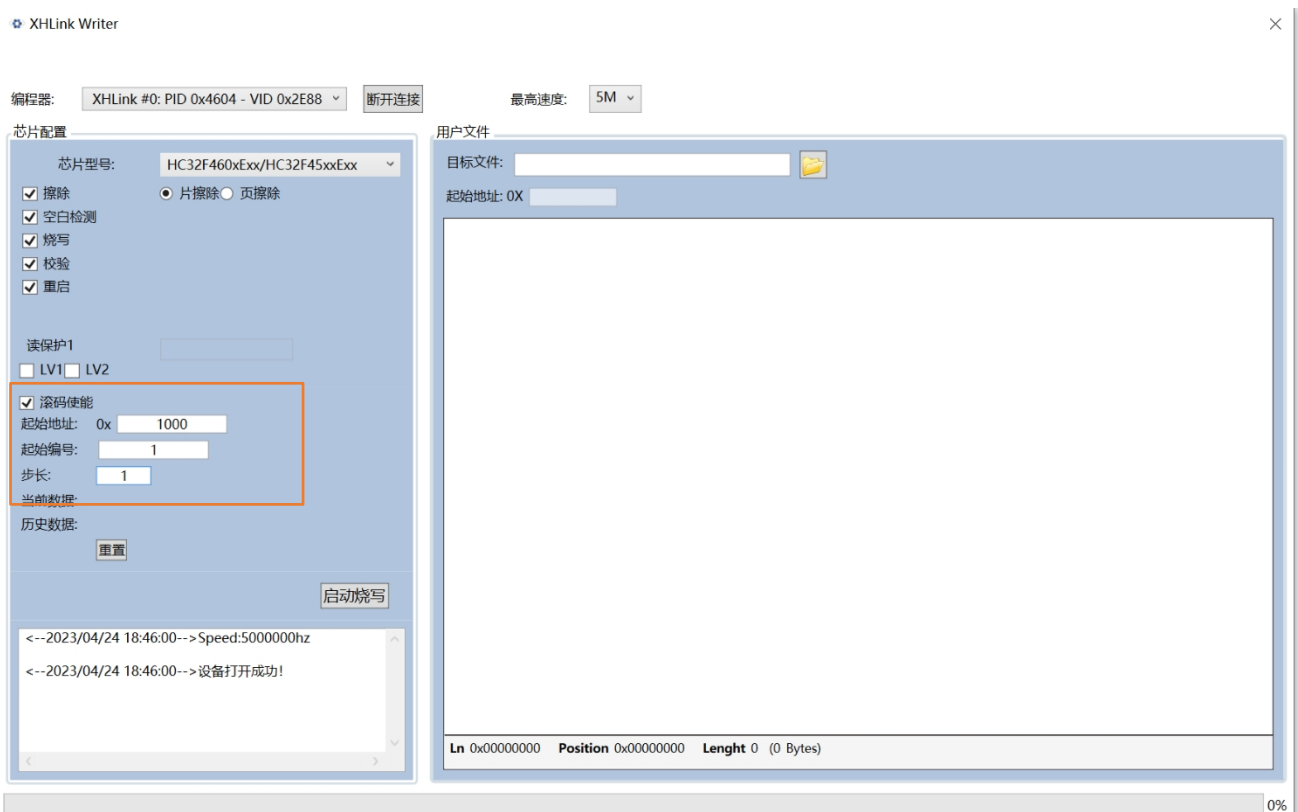 XHLink Writer
编程器: XHLink #0: PID 0x4604 - VID 0x2E88 断开连接 最高速度: 5M
芯片配置
芯片型号: HC32F460xExx/HC32F45xxExx
擦除 片擦除 页擦除
空白检测
烧写
校验
重启
读保护1
LV1 LV2
滚码使能
起始地址: 0x 1000
起始编号: 1
步长: 1
当前数据:
历史数据:
重置
启动烧写
<--2023/04/24 18:46:00-->Speed:5000000hz
<--2023/04/24 18:46:00-->设备打开成功!
用户文件
目标文件:
起始地址: 0X
Ln 0x00000000 Position 0x00000000 Lenght 0 (0 Bytes)
0%